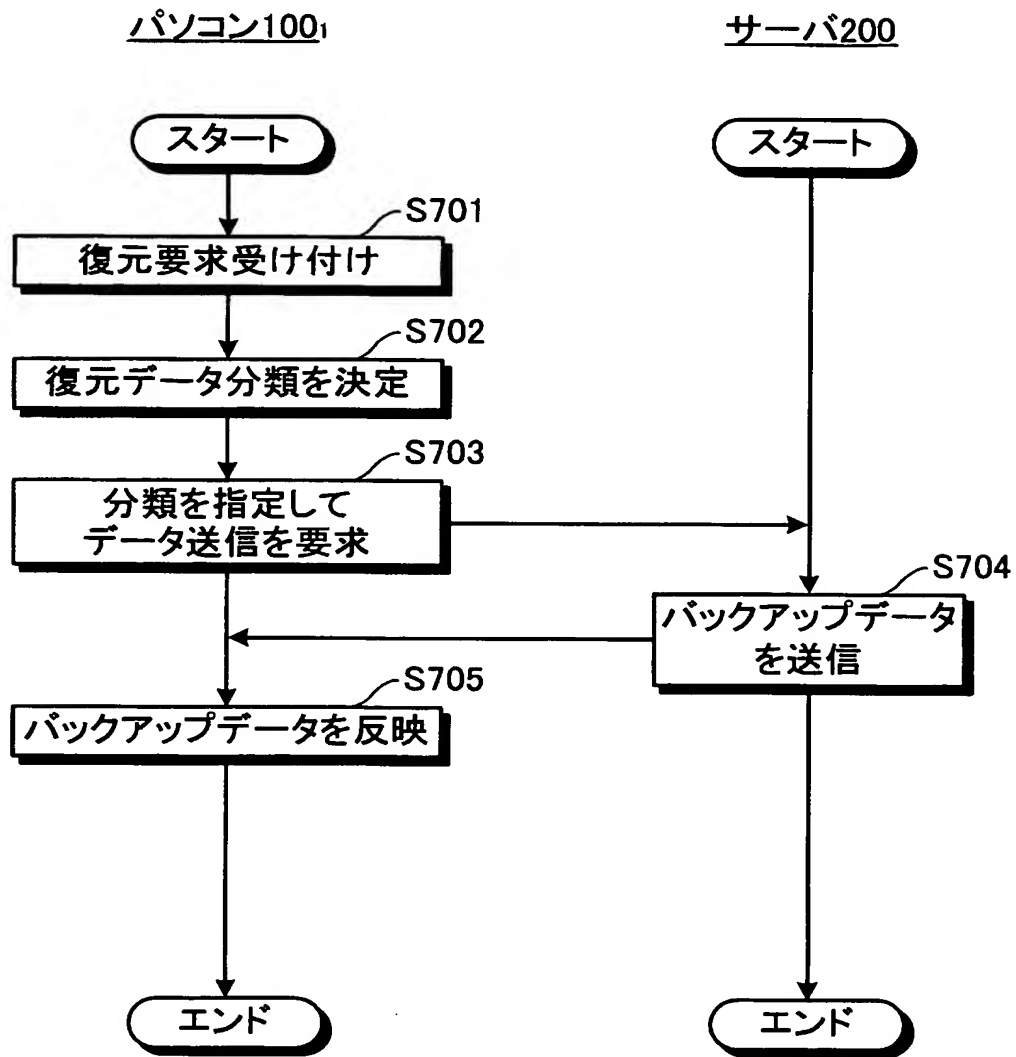 パソコン100₁
サーバ200
スタート
スタート
S701
復元要求受け付け
S702
復元データ分類を決定
S703
分類を指定して
データ送信を要求
S704
バックアップデータ
を送信
S705
バックアップデータを反映
エンド
エンド